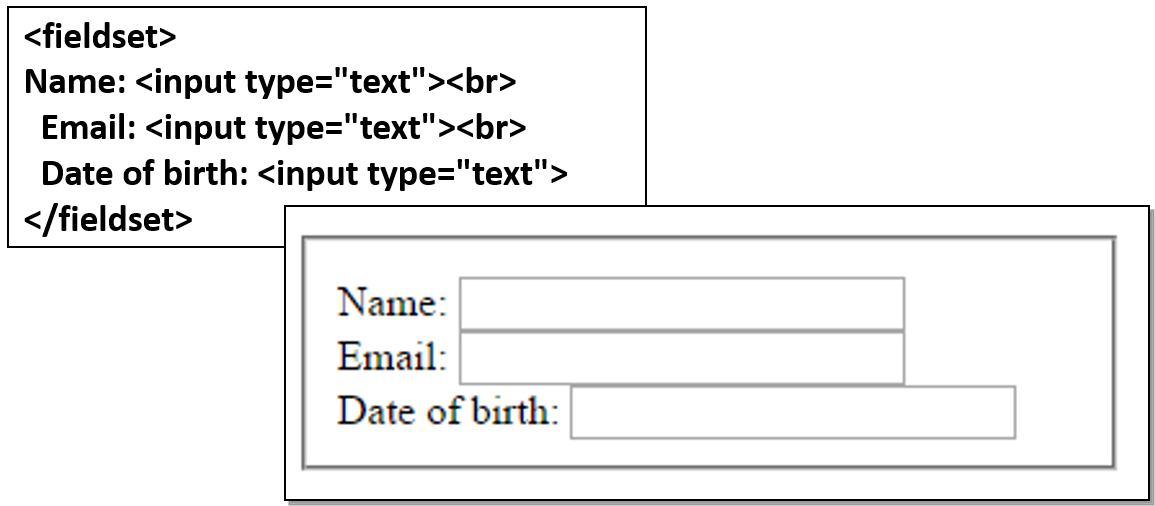 <fieldset>
Name: <input type="text"><br>
Email: <input type="text"><br>
Date of birth: <input type="text">
</fieldset>
Name:
Email:
Date of birth: